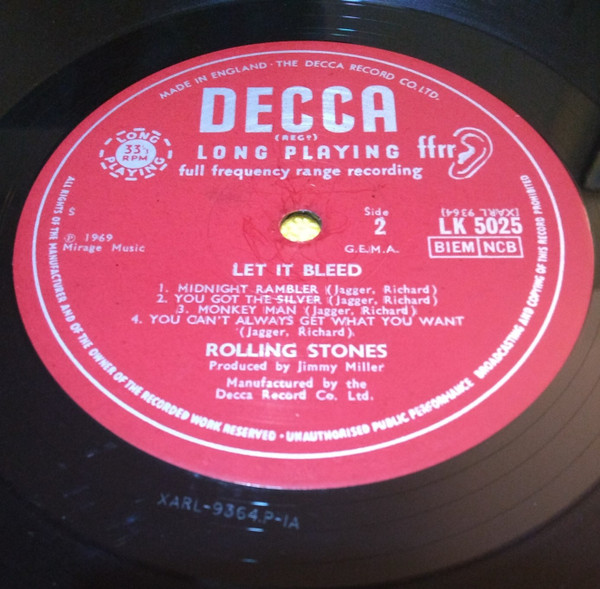 MADE IN ENGLAND · THE DECCA RECORD CO. LTD.
DECCA
(REGD)
LONG PLAYING
33⅓
RPM
LONG PLAYING
ffrr
full frequency range recording
S
℗ 1969
Mirage Music
Side
2
G.E.M.A.
(XARL 9364)
LK 5025
BIEM NCB
LET IT BLEED
1. MIDNIGHT RAMBLER (Jagger, Richard)
2. YOU GOT THE SILVER (Jagger, Richard)
3. MONKEY MAN (Jagger, Richard)
4. YOU CAN'T ALWAYS GET WHAT YOU WANT
(Jagger, Richard)
ROLLING STONES
Produced by Jimmy Miller
Manufactured by the
Decca Record Co. Ltd.
ALL RIGHTS OF THE MANUFACTURER AND OF THE OWNER OF THE RECORDED WORK RESERVED · UNAUTHORISED PUBLIC PERFORMANCE BROADCASTING AND COPYING OF THIS RECORD PROHIBITED
XARL-9364.P-1A